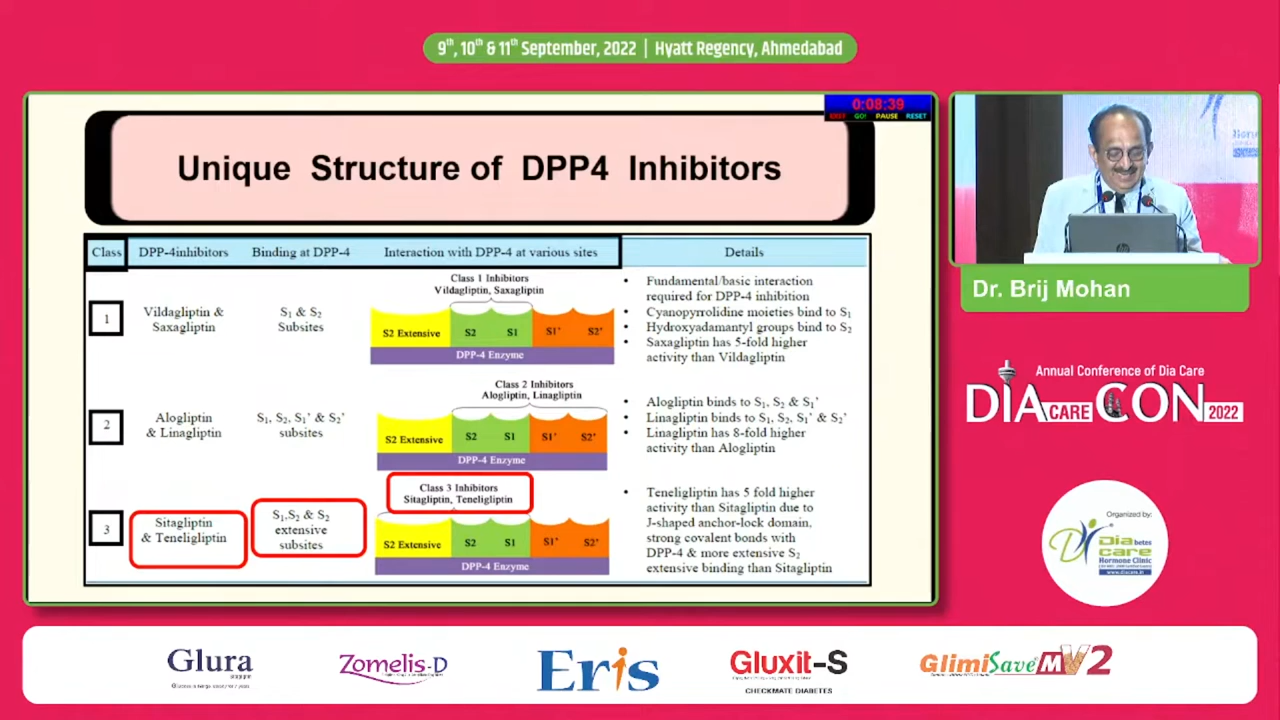 9th, 10th & 11th September, 2022 | Hyatt Regency, Ahmedabad
0:08:39
EXIT GO! PAUSE RESET
Unique Structure of DPP4 Inhibitors
Class DPP-4inhibitors Binding at DPP-4 Interaction with DPP-4 at various sites Details
1
Vildagliptin &
Saxagliptin
S1 & S2
Subsites
Class 1 Inhibitors
Vildagliptin, Saxagliptin
S2 Extensive S2 S1 S1' S2'
DPP-4 Enzyme
• Fundamental/basic interaction
required for DPP-4 inhibition
• Cyanopyrrolidine moieties bind to S1
• Hydroxyadamantyl groups bind to S2
• Saxagliptin has 5-fold higher
activity than Vildagliptin
2
Alogliptin
& Linagliptin
S1, S2, S1' & S2'
subsites
Class 2 Inhibitors
Alogliptin, Linagliptin
S2 Extensive S2 S1 S1' S2'
DPP-4 Enzyme
• Alogliptin binds to S1, S2 & S1'
• Linagliptin binds to S1, S2, S1' & S2'
• Linagliptin has 8-fold higher
activity than Alogliptin
3
Sitagliptin
& Teneligliptin
S1,S2 & S2
extensive
subsites
Class 3 Inhibitors
Sitagliptin, Teneligliptin
S2 Extensive S2 S1 S1' S2'
DPP-4 Enzyme
• Teneligliptin has 5 fold higher
activity than Sitagliptin due to
J-shaped anchor-lock domain,
strong covalent bonds with
DPP-4 & more extensive S2
extensive binding than Sitagliptin
Dr. Brij Mohan
Annual Conference of Dia Care
DIA CARE CON 2022
Organized by:
Diabetes
care
Hormone Clinic
Glura
Zomelis-D
Eris
Gluxit-S
CHECKMATE DIABETES
GlimiSave MV2